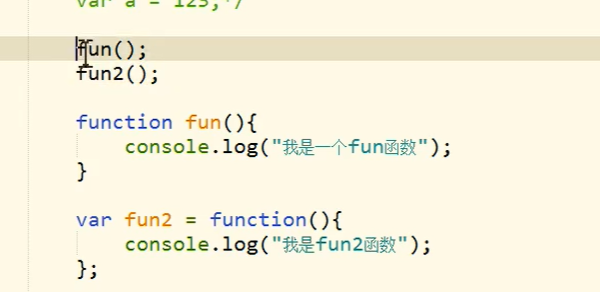 var a = 123;*/
fun();
fun2();
function fun(){
console.log("我是一个fun函数");
}
var fun2 = function(){
console.log("我是fun2函数");
};